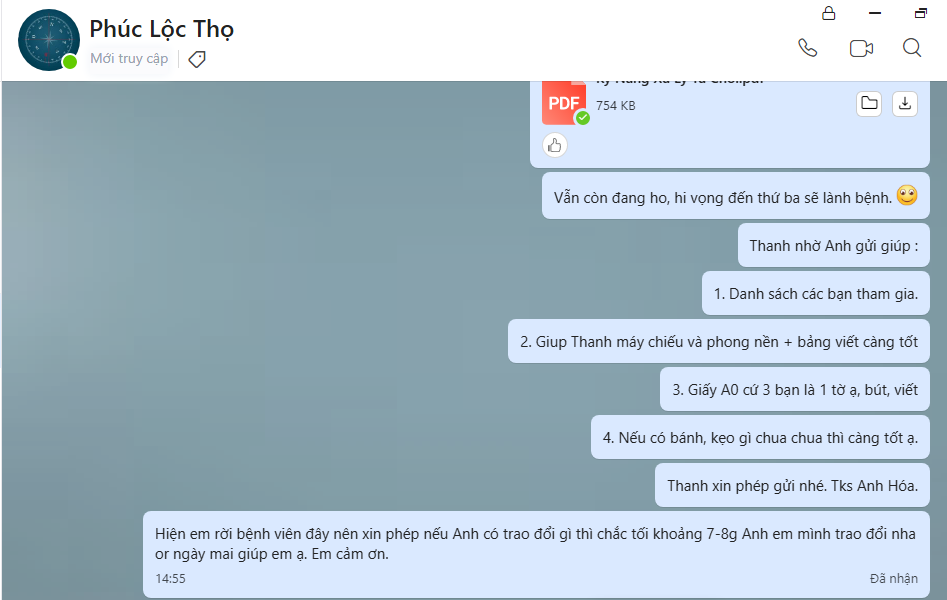 Phúc Lộc Thọ
Mới truy cập
PDF
754 KB
Vẫn còn đang ho, hi vọng đến thứ ba sẽ lành bệnh.
Thanh nhờ Anh gửi giúp :
1. Danh sách các bạn tham gia.
2. Giup Thanh máy chiếu và phong nền + bảng viết càng tốt
3. Giấy A0 cứ 3 bạn là 1 tờ ạ, bút, viết
4. Nếu có bánh, kẹo gì chua chua thì càng tốt ạ.
Thanh xin phép gửi nhé. Tks Anh Hóa.
Hiện em rời bệnh viên đây nên xin phép nếu Anh có trao đổi gì thì chắc tối khoảng 7-8g Anh em mình trao đổi nha
or ngày mai giúp em ạ. Em cảm ơn.
14:55
Đã nhận